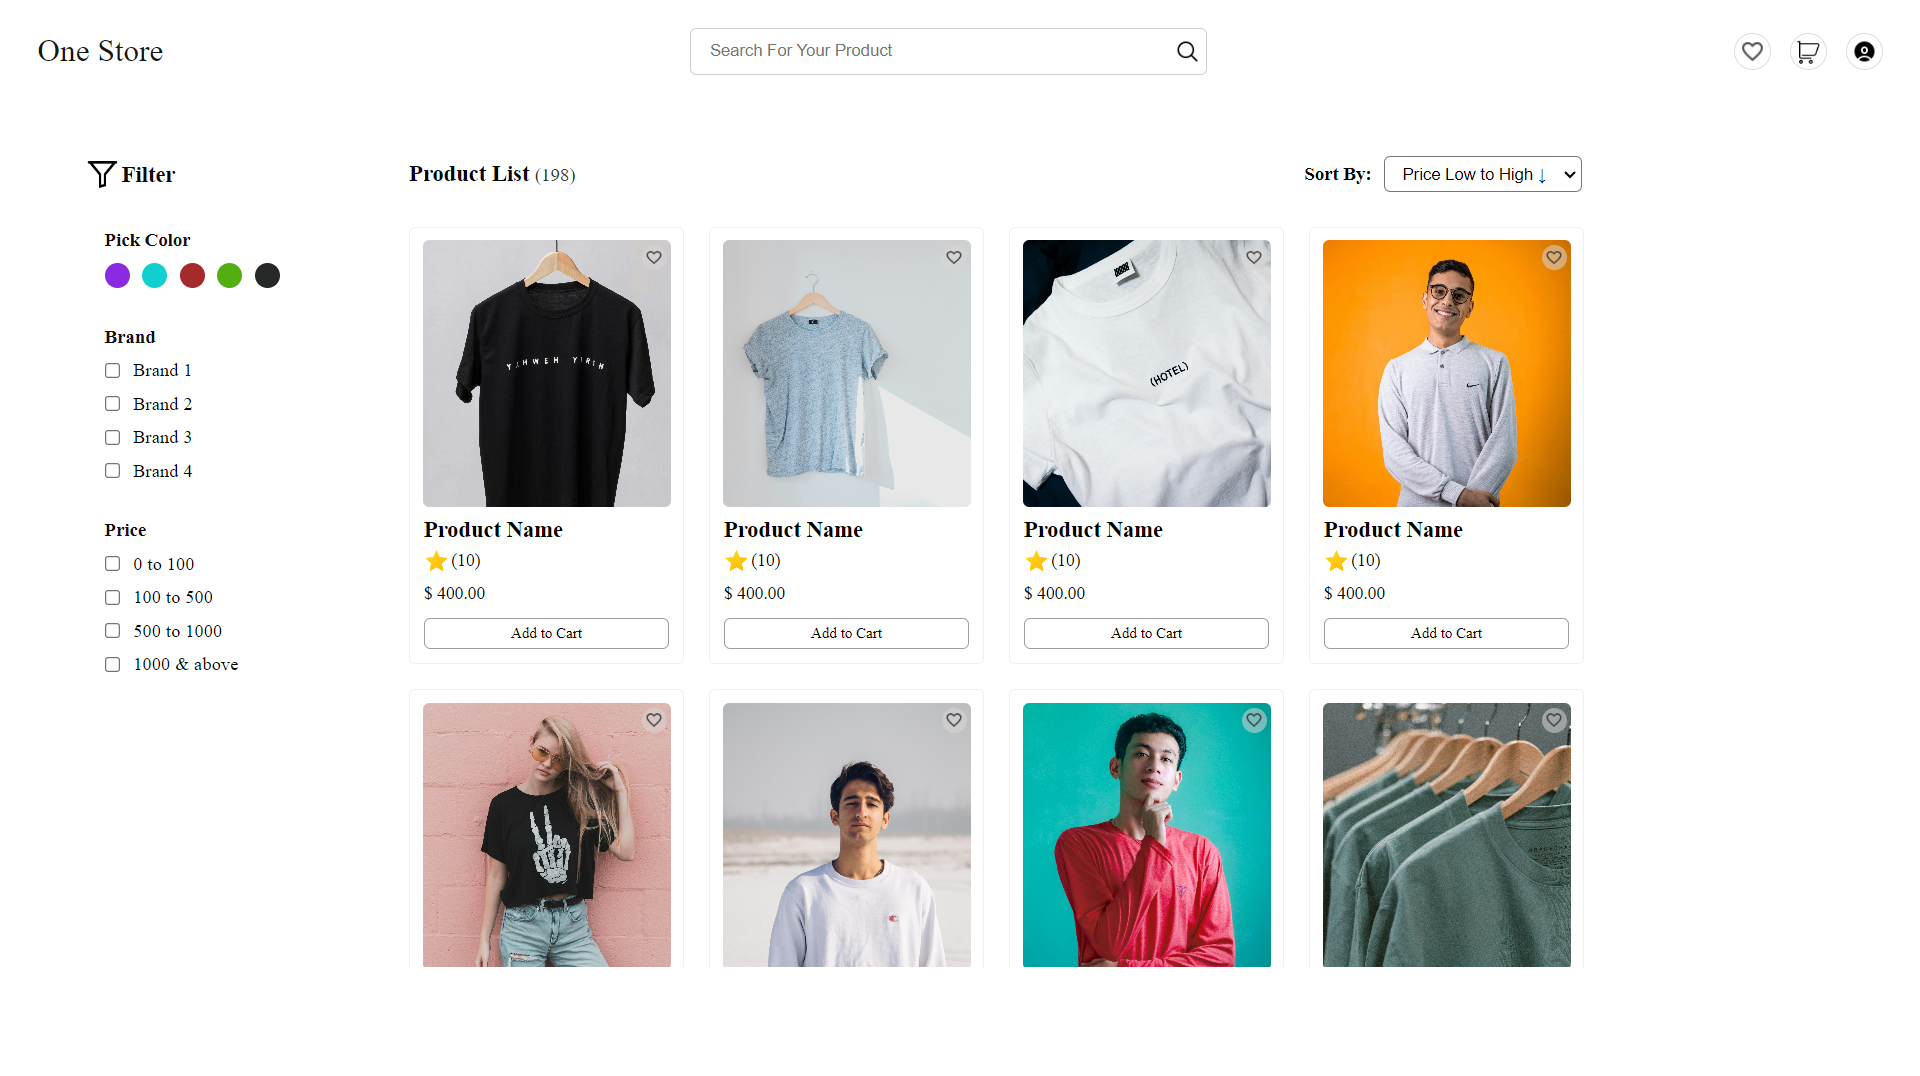 One Store
Search For Your Product
Filter
Product List (198)
Sort By:
Price Low to High ↓
Pick Color
Brand
Brand 1
Brand 2
Brand 3
Brand 4
Price
0 to 100
100 to 500
500 to 1000
1000 & above
YAHWEH YIREH
(HOTEL)
Product Name
(10)
$ 400.00
Add to Cart
Product Name
(10)
$ 400.00
Add to Cart
Product Name
(10)
$ 400.00
Add to Cart
Product Name
(10)
$ 400.00
Add to Cart